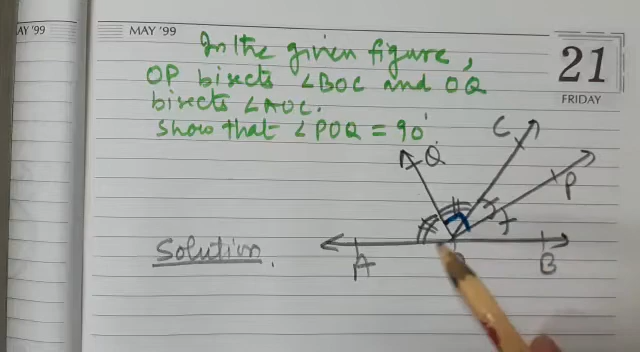 AY '99
MAY '99
21
FRIDAY
In the given figure,
OP bisects ∠BOC and OQ
bisects ∠AOC.
Show that ∠POQ = 90°
C
Q
P
Solution
A
B